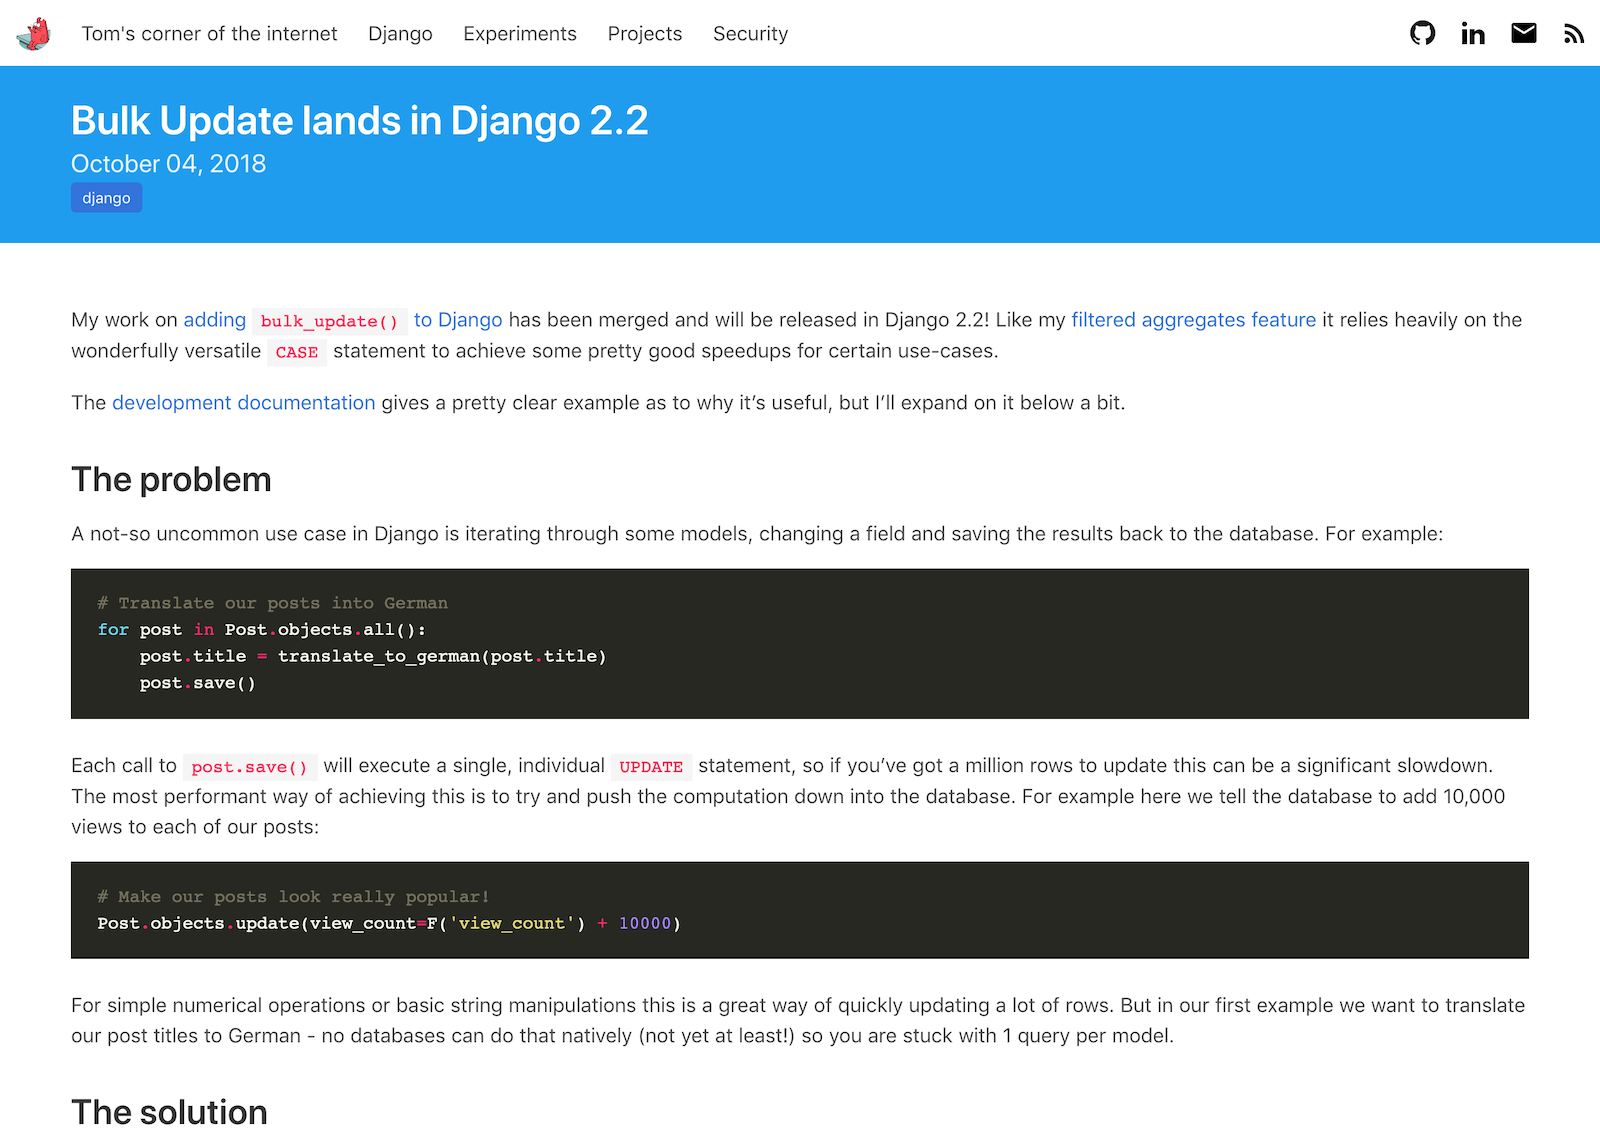 Tom's corner of the internet Django Experiments Projects Security
Bulk Update lands in Django 2.2
October 04, 2018
django
My work on adding bulk_update() to Django has been merged and will be released in Django 2.2! Like my filtered aggregates feature it relies heavily on the
wonderfully versatile CASE statement to achieve some pretty good speedups for certain use-cases.
The development documentation gives a pretty clear example as to why it’s useful, but I’ll expand on it below a bit.
The problem
A not-so uncommon use case in Django is iterating through some models, changing a field and saving the results back to the database. For example:
# Translate our posts into German
for post in Post.objects.all():
    post.title = translate_to_german(post.title)
    post.save()
Each call to post.save() will execute a single, individual UPDATE statement, so if you’ve got a million rows to update this can be a significant slowdown.
The most performant way of achieving this is to try and push the computation down into the database. For example here we tell the database to add 10,000
views to each of our posts:
# Make our posts look really popular!
Post.objects.update(view_count=F('view_count') + 10000)
For simple numerical operations or basic string manipulations this is a great way of quickly updating a lot of rows. But in our first example we want to translate
our post titles to German - no databases can do that natively (not yet at least!) so you are stuck with 1 query per model.
The solution